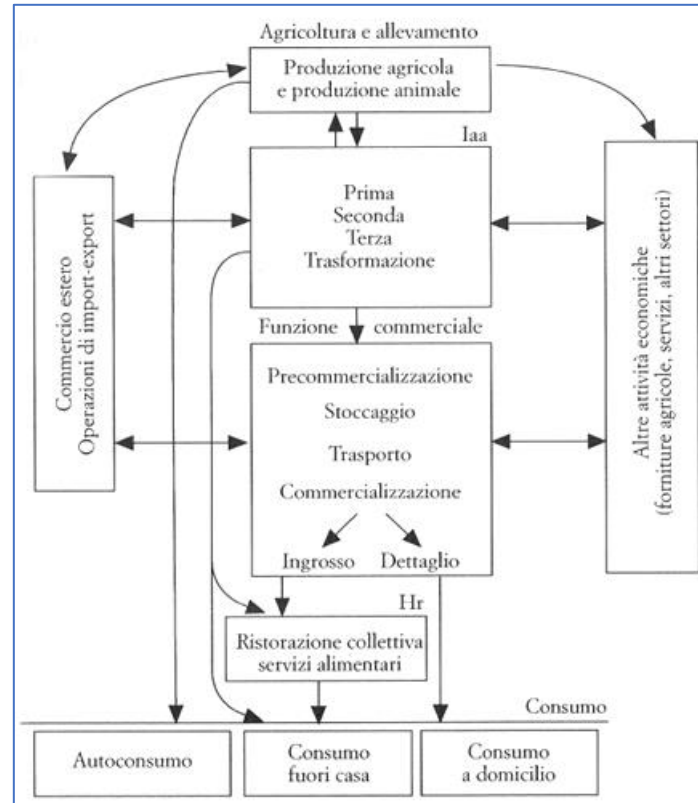 Agricoltura e allevamento
Produzione agricola
e produzione animale
Iaa
Prima
Seconda
Terza
Trasformazione
Commercio estero
Operazioni di import-export
Altre attività economiche
(forniture agricole, servizi, altri settori)
Funzione commerciale
Precommercializzazione
Stoccaggio
Trasporto
Commercializzazione
Ingrosso Dettaglio
Hr
Ristorazione collettiva
servizi alimentari
Consumo
Autoconsumo
Consumo
fuori casa
Consumo
a domicilio